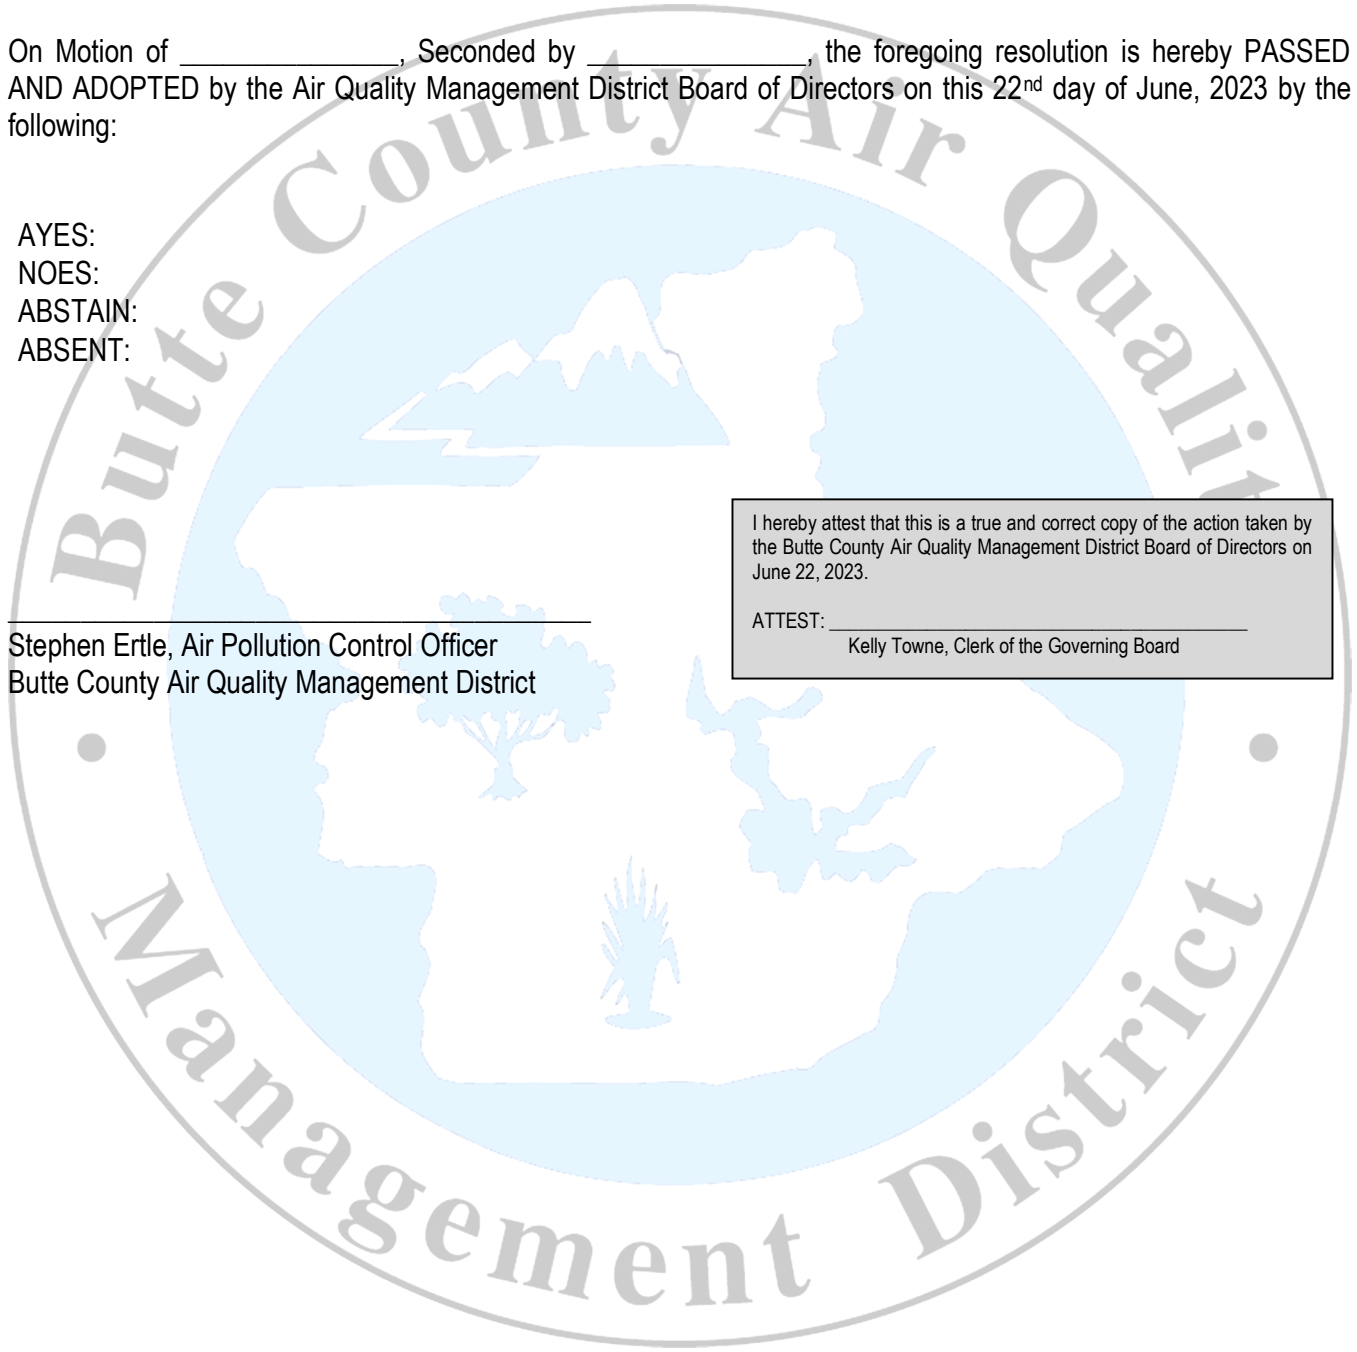 On Motion of _______________, Seconded by _______________, the foregoing resolution is hereby PASSED
AND ADOPTED by the Air Quality Management District Board of Directors on this 22nd day of June, 2023 by the
following:
AYES:
NOES:
ABSTAIN:
ABSENT:
I hereby attest that this is a true and correct copy of the action taken by
the Butte County Air Quality Management District Board of Directors on
June 22, 2023.
ATTEST: ________________________________________
Kelly Towne, Clerk of the Governing Board
________________________________________
Stephen Ertle, Air Pollution Control Officer
Butte County Air Quality Management District
Butte County Air Qualit
Management District